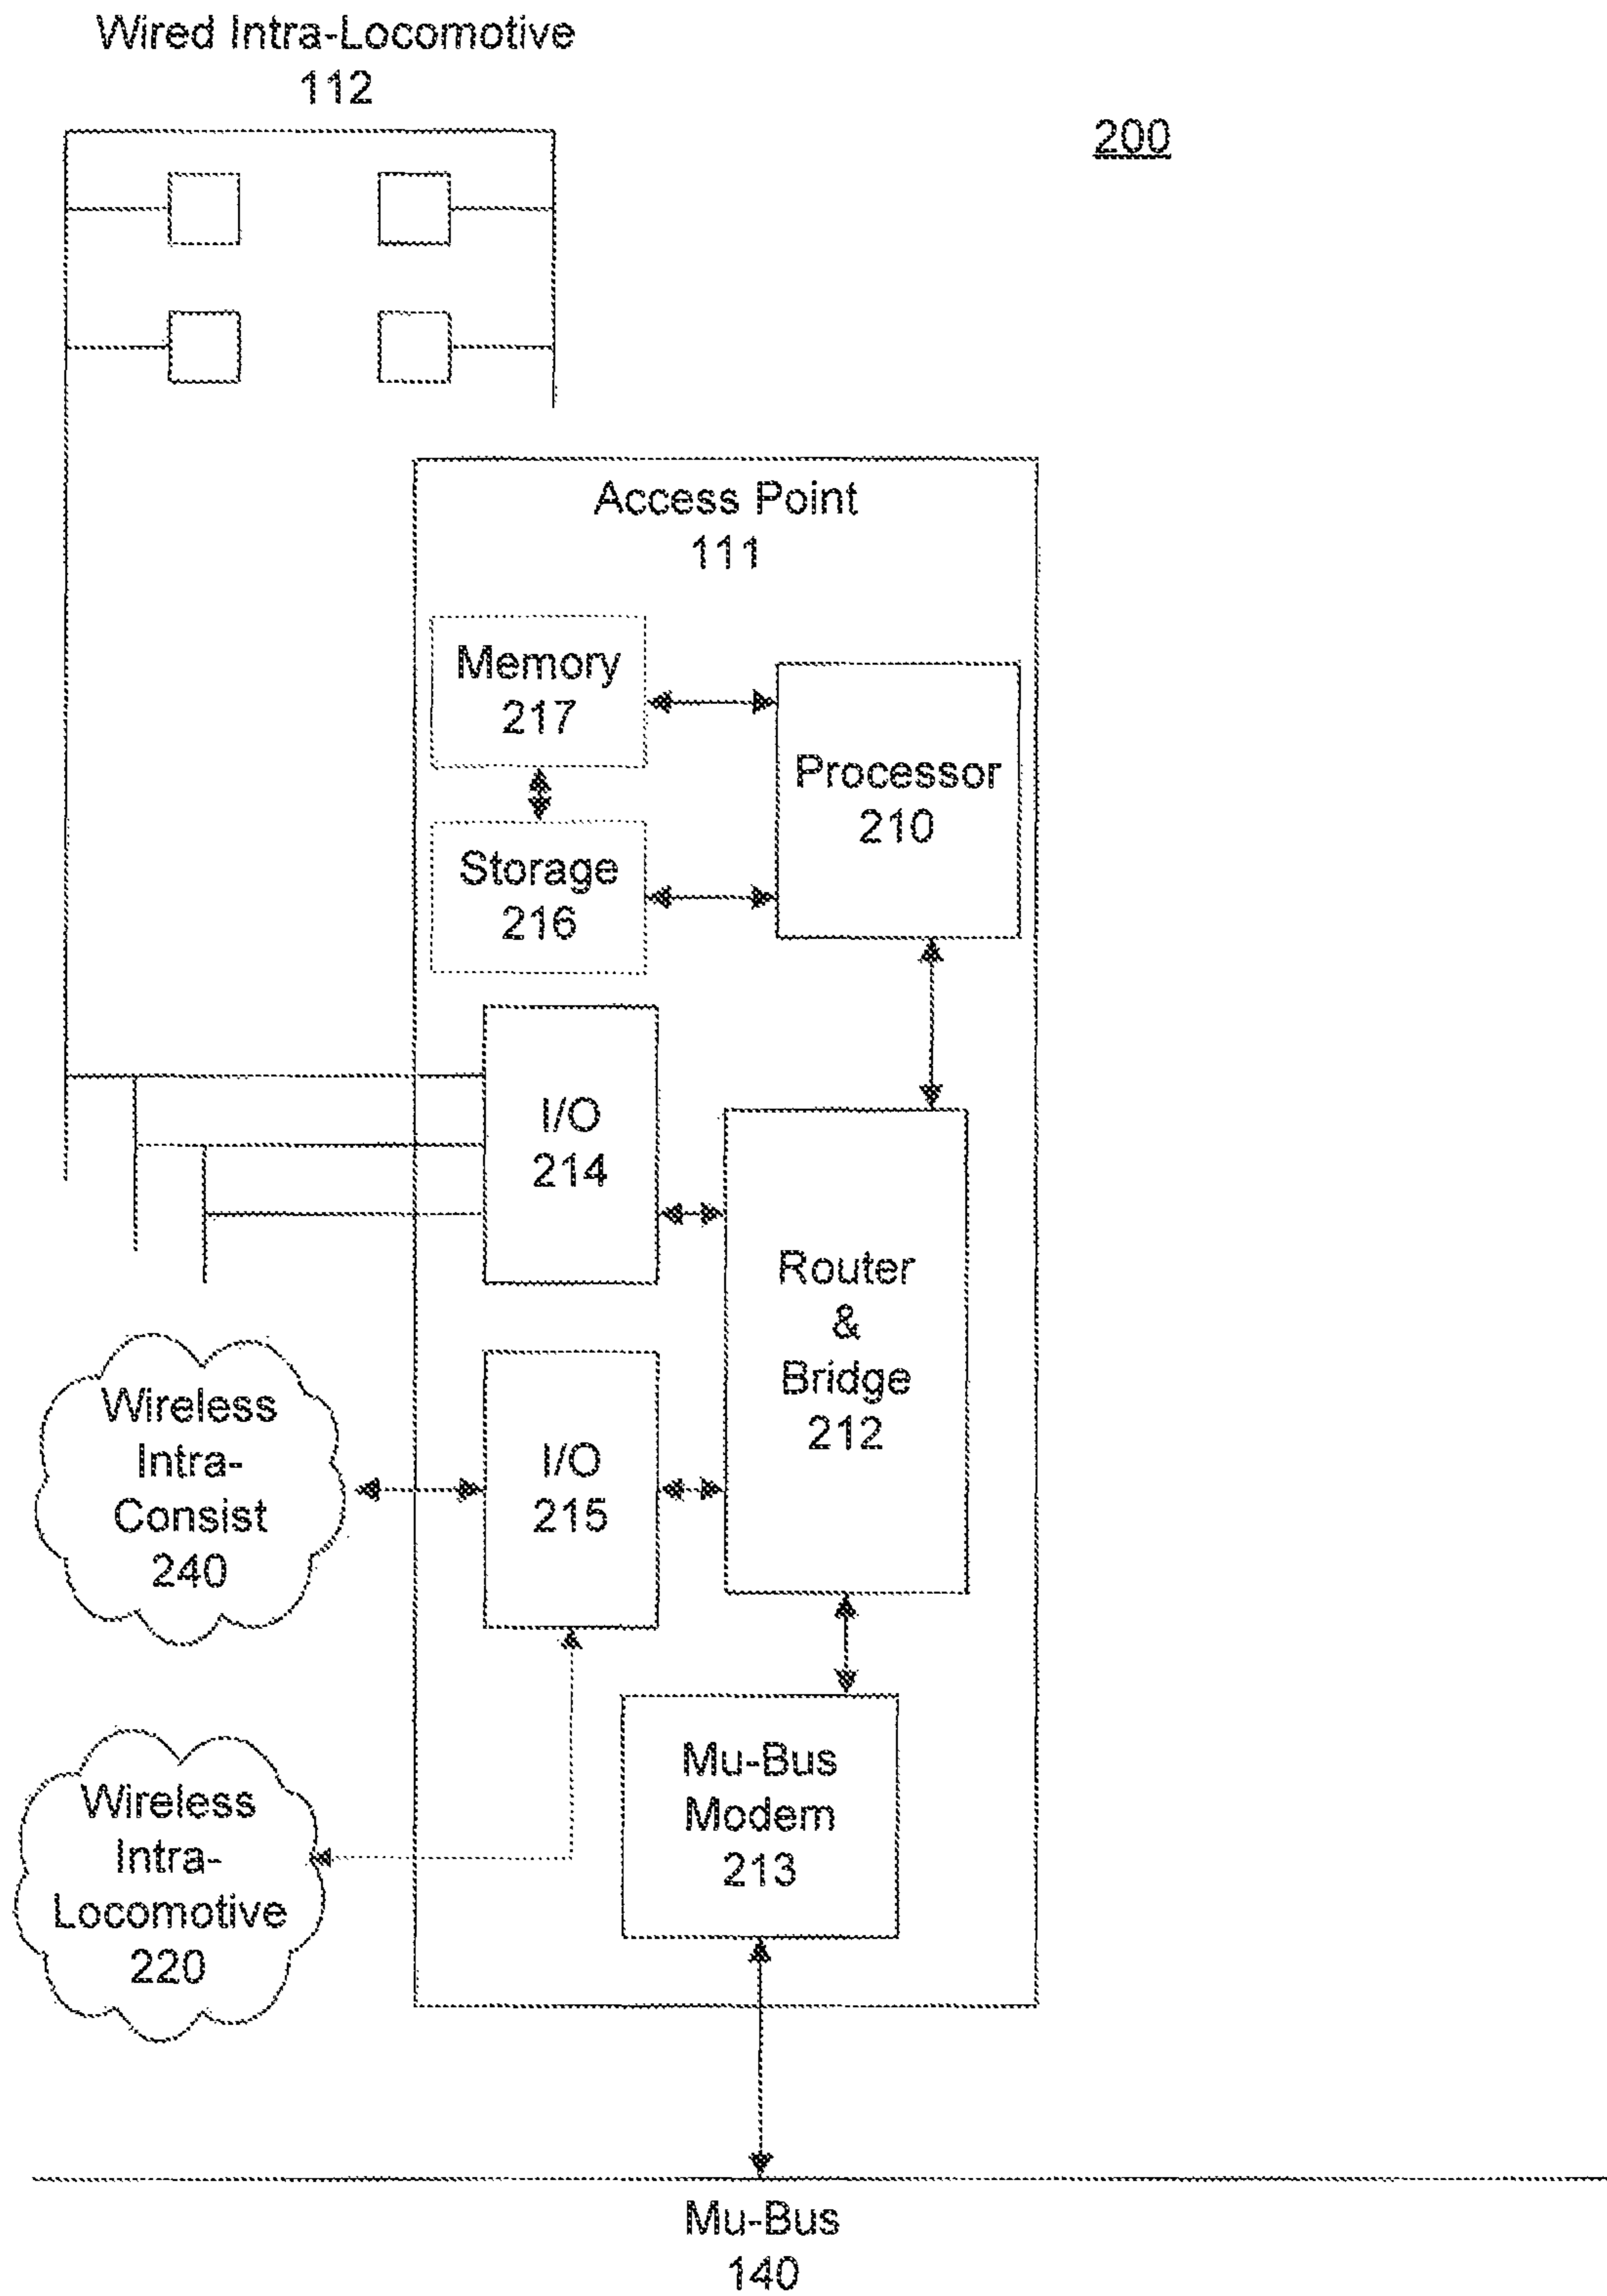 Wired Intra-Locomotive
112
200
Access Point
111
Memory
217
Processor
210
Storage
216
I/O
214
Router
&
Bridge
212
Wireless
Intra-
Consist
240
I/O
215
Mu-Bus
Modem
213
Wireless
Intra-
Locomotive
220
Mu-Bus
140